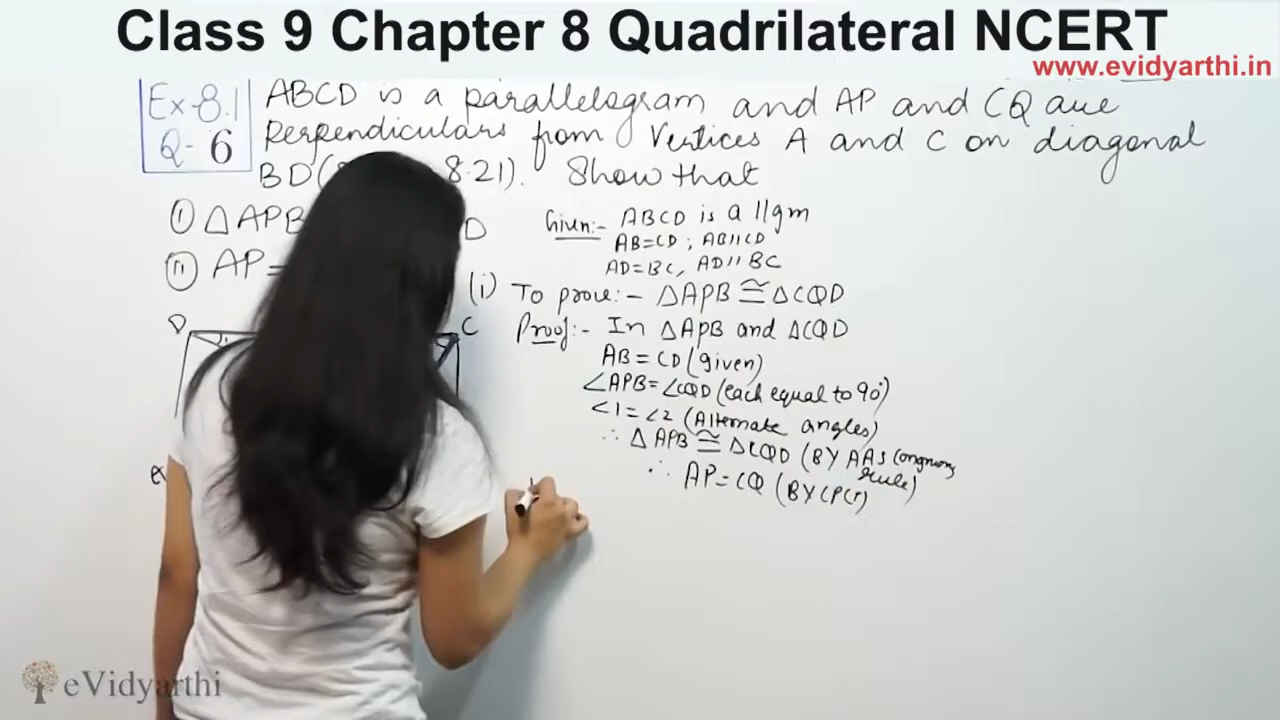 Class 9 Chapter 8 Quadrilateral NCERT
www.evidyarthi.in
Ex-8.1
Q- 6
ABCD is a parallelogram and AP and CQ are
Perpendiculars from Vertices A and C on diagonal
BD( 8.21). Show that
(i) △APB D
(ii) AP=
D
C
Given:- ABCD is a ||gm
AB=CD ; AB||CD
AD=BC, AD||BC
(i) To prove:- △APB ≅ △CQD
Proof:- In △APB and △CQD
AB = CD (given)
∠APB=∠CQD (each equal to 90°)
∠1=∠2 (Alternate angles)
∴ △APB ≅ △CQD (BY AAS Congruency
Rule)
∴ AP=CQ (BY CPCT)
eVidyarthi